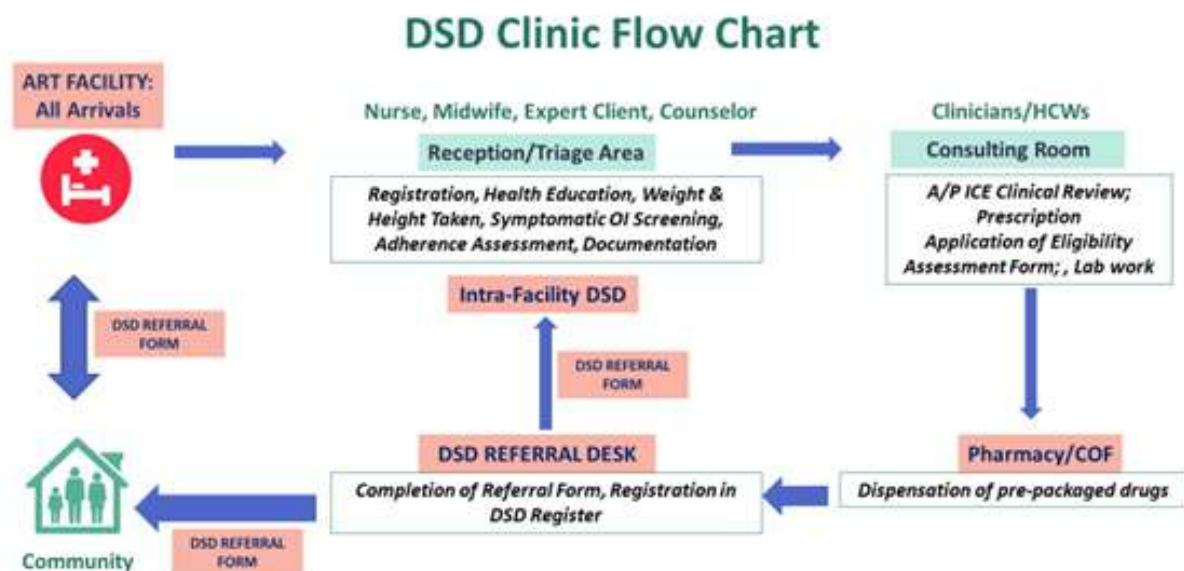 DSD Clinic Flow Chart
ART FACILITY:
All Arrivals
Nurse, Midwife, Expert Client, Counselor
Reception/Triage Area
Registration, Health Education, Weight &
Height Taken, Symptomatic OI Screening,
Adherence Assessment, Documentation
Intra-Facility DSD
Clinicians/HCWs
Consulting Room
A/P ICE Clinical Review;
Prescription
Application of Eligibility
Assessment Form; , Lab work
DSD REFERRAL
FORM
DSD REFERRAL
FORM
DSD REFERRAL DESK
Completion of Referral Form, Registration in
DSD Register
Pharmacy/COF
Dispensation of pre-packaged drugs
DSD REFERRAL
FORM
Community